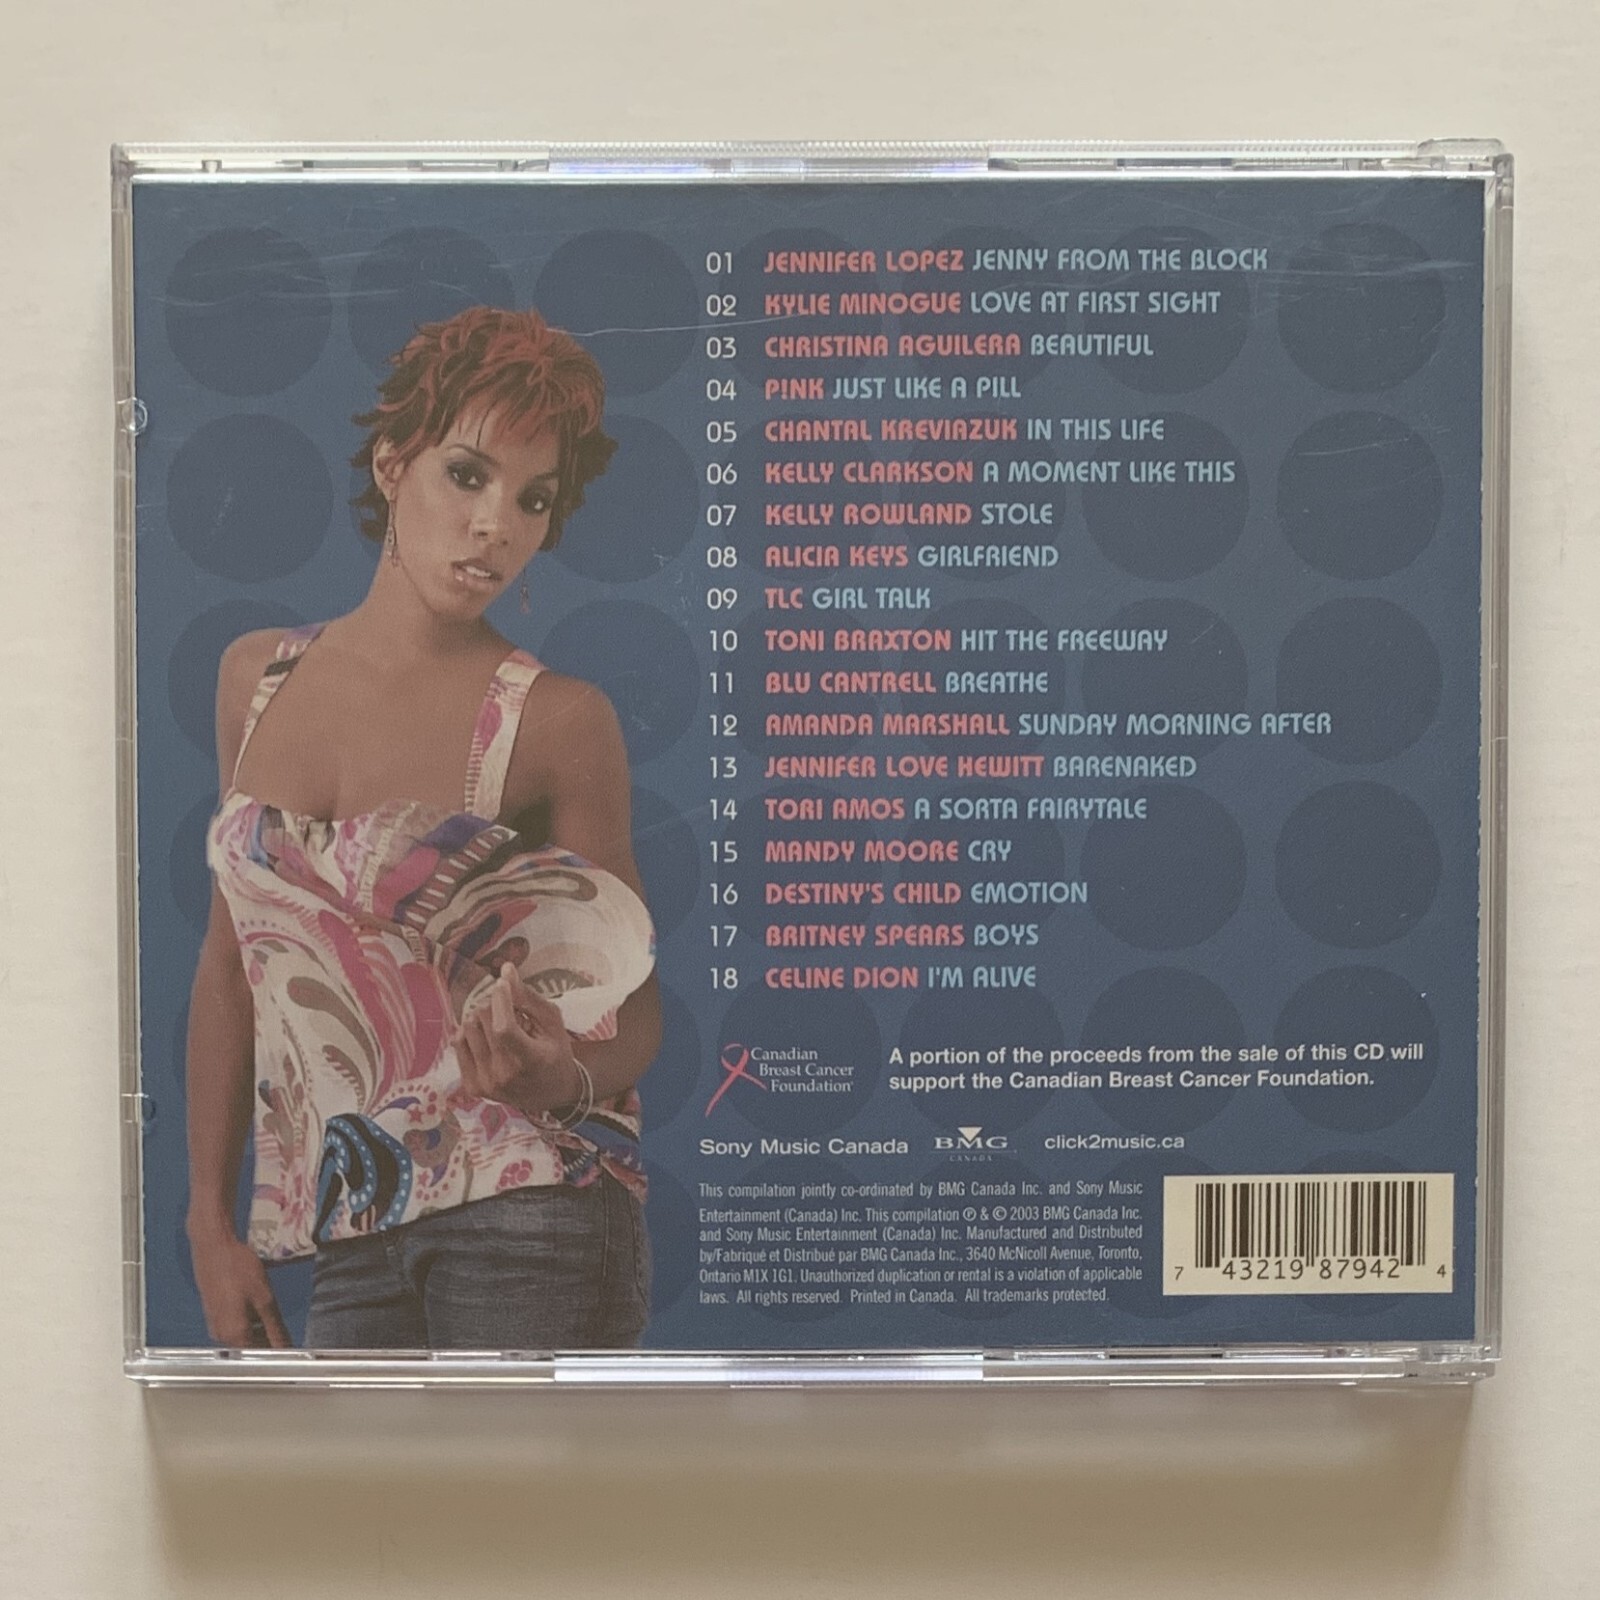 01 JENNIFER LOPEZ JENNY FROM THE BLOCK
02 KYLIE MINOGUE LOVE AT FIRST SIGHT
03 CHRISTINA AGUILERA BEAUTIFUL
04 P!NK JUST LIKE A PILL
05 CHANTAL KREVIAZUK IN THIS LIFE
06 KELLY CLARKSON A MOMENT LIKE THIS
07 KELLY ROWLAND STOLE
08 ALICIA KEYS GIRLFRIEND
09 TLC GIRL TALK
10 TONI BRAXTON HIT THE FREEWAY
11 BLU CANTRELL BREATHE
12 AMANDA MARSHALL SUNDAY MORNING AFTER
13 JENNIFER LOVE HEWITT BARENAKED
14 TORI AMOS A SORTA FAIRYTALE
15 MANDY MOORE CRY
16 DESTINY'S CHILD EMOTION
17 BRITNEY SPEARS BOYS
18 CELINE DION I'M ALIVE
Canadian
Breast Cancer
Foundation
A portion of the proceeds from the sale of this CD will
support the Canadian Breast Cancer Foundation.
Sony Music Canada
BMG
CANADA
click2music.ca
This compilation jointly co-ordinated by BMG Canada Inc. and Sony Music
Entertainment (Canada) Inc. This compilation ℗ & © 2003 BMG Canada Inc.
and Sony Music Entertainment (Canada) Inc. Manufactured and Distributed
by/Fabriqué et Distribué par BMG Canada Inc., 3640 McNicoll Avenue, Toronto,
Ontario M1X 1G1. Unauthorized duplication or rental is a violation of applicable
laws. All rights reserved. Printed in Canada. All trademarks protected.
7 43219 87942 4